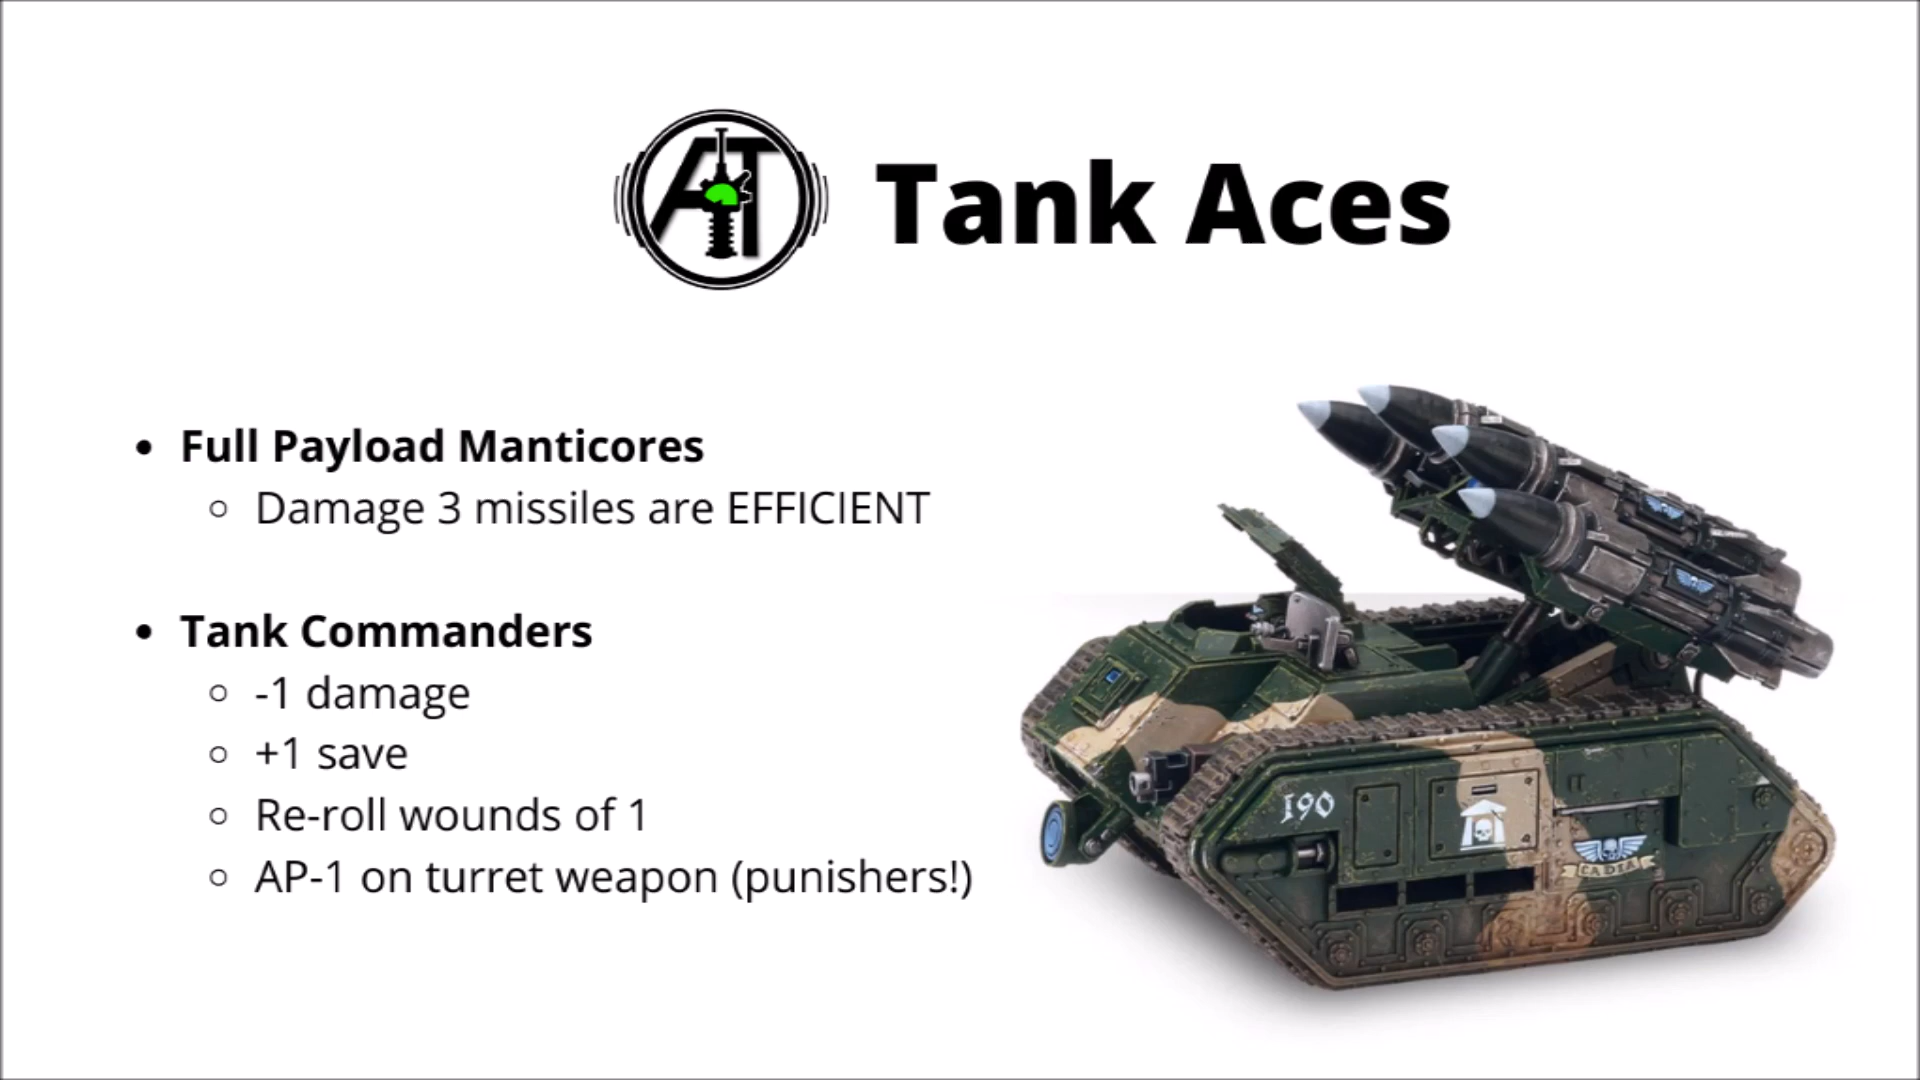 AT
Tank Aces
Full Payload Manticores
Damage 3 missiles are EFFICIENT
Tank Commanders
-1 damage
+1 save
Re-roll wounds of 1
AP-1 on turret weapon (punishers!)
190
CADIA